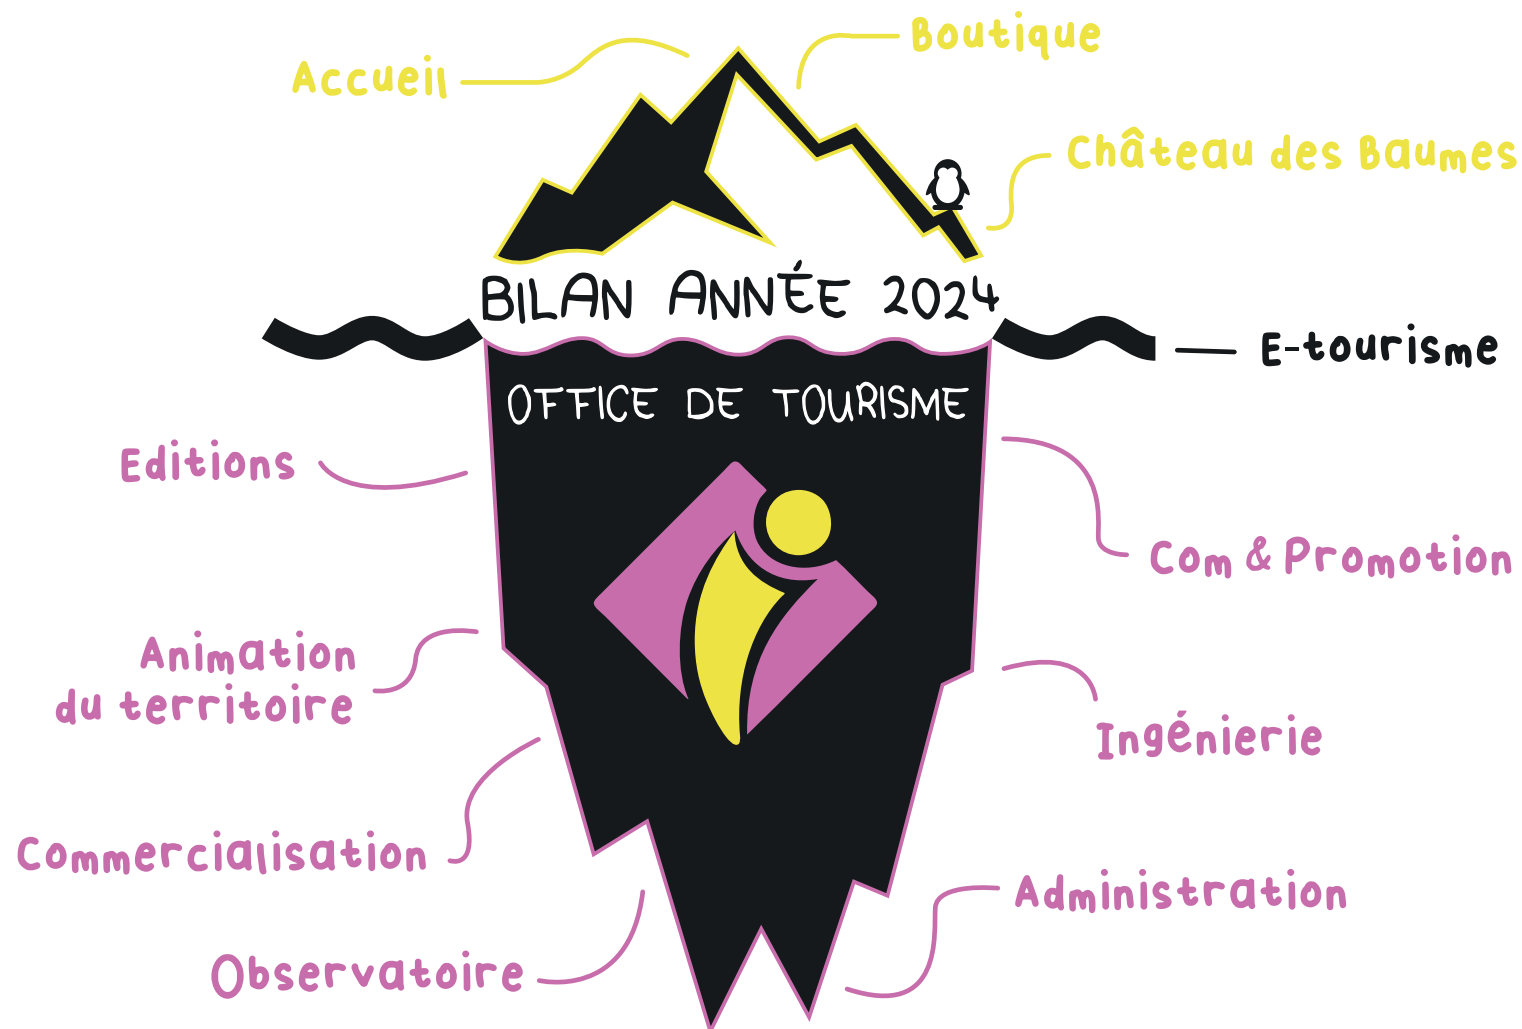 Boutique
Accueil
Château des Baumes
BILAN ANNÉE 2024
E-tourisme
OFFICE DE TOURISME
Editions
Com & Promotion
Animation
du territoire
Ingénierie
Commercialisation
Administration
Observatoire